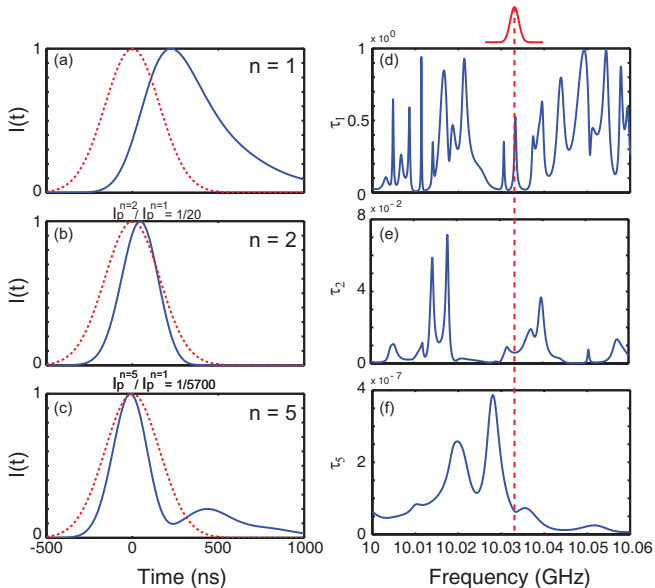 (a)
n = 1
I(t)
1
0
I_p^{n=2} / I_p^{n=1} = 1/20
(b)
n = 2
I(t)
1
0
I_p^{n=5} / I_p^{n=1} = 1/5700
(c)
n = 5
I(t)
1
0
-500 0 500 1000
Time (ns)
x 10^0
(d)
τ_1
1
0.5
0
x 10^-2
(e)
τ_2
8
4
0
x 10^-7
(f)
τ_5
4
2
0
10 10.01 10.02 10.03 10.04 10.05 10.06
Frequency (GHz)